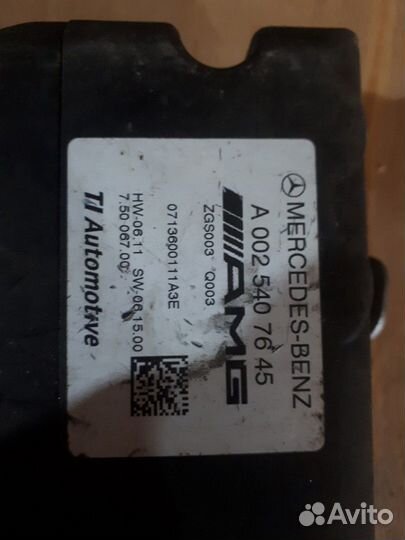 MERCEDES-BENZ
A 002 540 76 45
AMG
ZGS003 Q003
0713600111A3E
HW-06.11 SW-06.15.00
7.50 067.00
TI Automotive
Avito